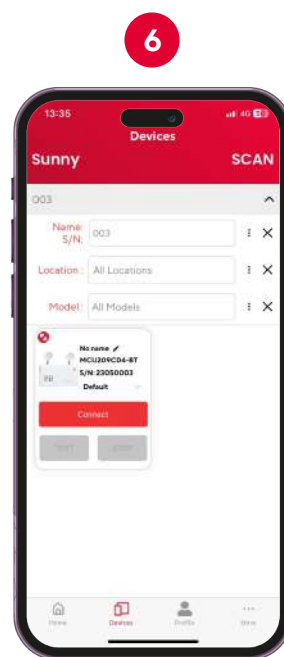 6
13:35 4G
Devices
Sunny SCAN
003
Name
S/N: 003
Location : All Locations
Model: All Models
No name
MCU209CD4-BT
S/N: 23050003
Default
Connect
TEST STOP
Home Devices Profile More